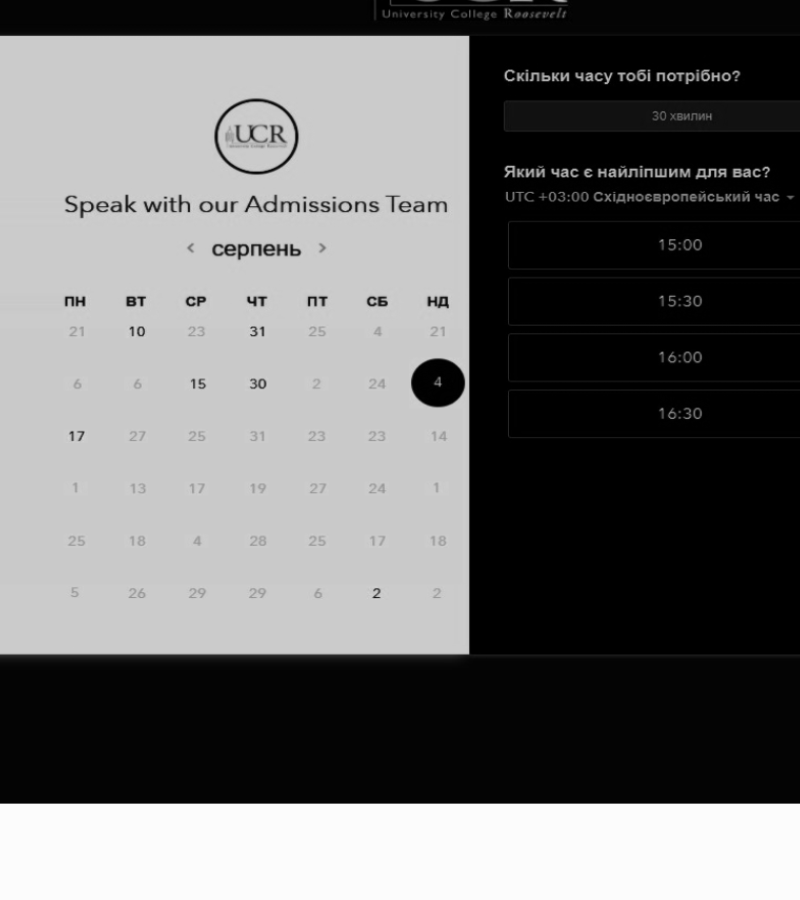 University College Roosevelt
UCR
Speak with our Admissions Team
< серпень >
ПН ВТ СР ЧТ ПТ СБ НД
21 10 23 31 25 4 21
6 6 15 30 2 24 4
17 27 25 31 23 23 14
1 13 17 19 27 24 1
25 18 4 28 25 17 18
5 26 29 29 6 2 2
Скільки часу тобі потрібно?
30 хвилин
Який час є найліпшим для вас?
UTC +03:00 Східноєвропейський час
15:00
15:30
16:00
16:30